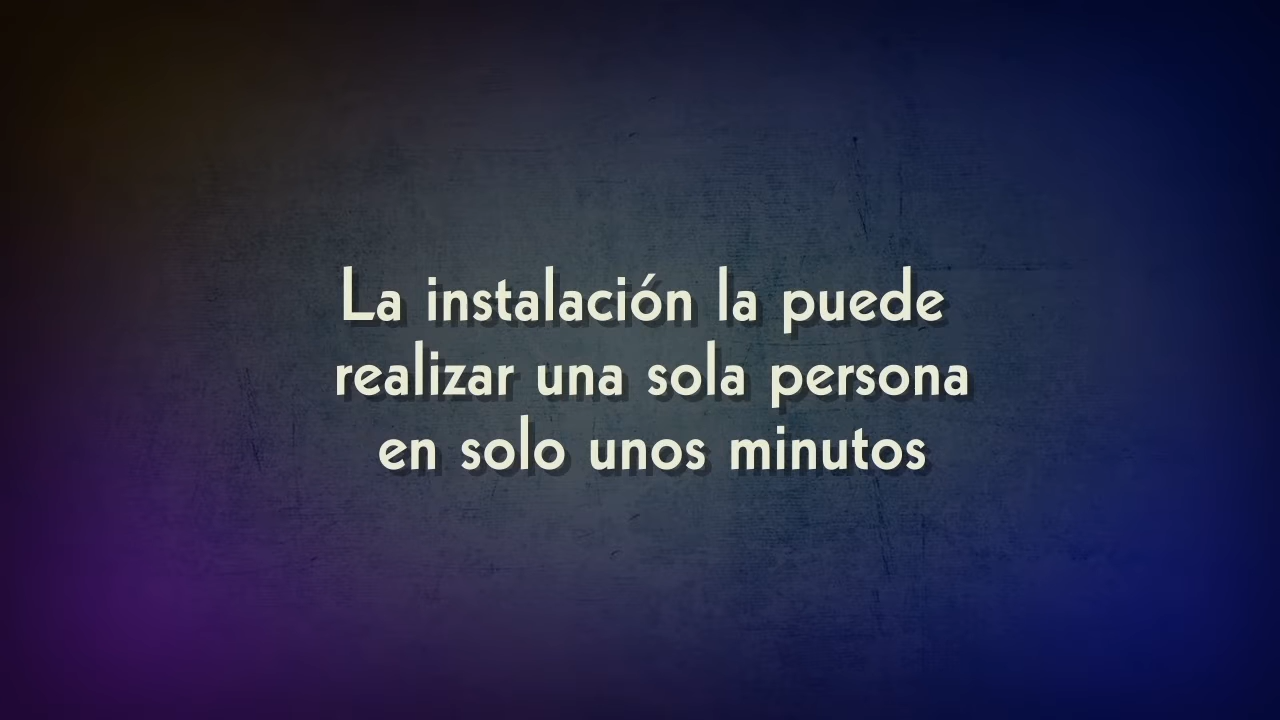 La instalación la puede
realizar una sola persona
en solo unos minutos